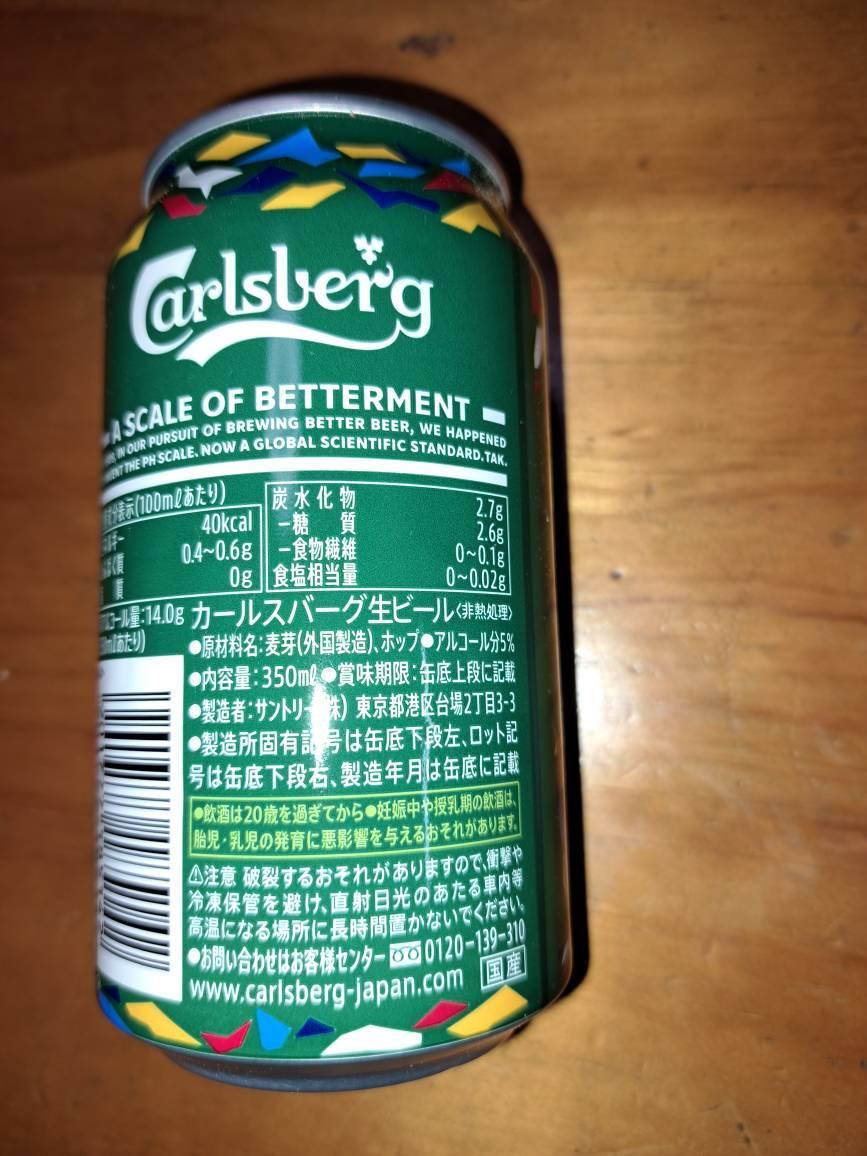 Carlsberg
A SCALE OF BETTERMENT
IN OUR PURSUIT OF BREWING BETTER BEER, WE HAPPENED
THE PH SCALE. NOW A GLOBAL SCIENTIFIC STANDARD.TAK.
表示(100mℓあたり)
40kcal
0.4~0.6g
質 0g
炭水化物 2.7g
−糖質 2.6g
−食物繊維 0~0.1g
食塩相当量 0~0.02g
コール量:14.0g
あたり)
カールスバーグ生ビール〈非熱処理〉
●原材料名:麦芽(外国製造)、ホップ●アルコール分5%
●内容量:350mℓ●賞味期限:缶底上段に記載
●製造者:サントリー(株) 東京都港区台場2丁目3-3
●製造所固有記号は缶底下段左、ロット記
号は缶底下段右、製造年月は缶底に記載
●飲酒は20歳を過ぎてから●妊娠中や授乳期の飲酒は、
胎児・乳児の発育に悪影響を与えるおそれがあります。
⚠注意 破裂するおそれがありますので、衝撃や
冷凍保管を避け、直射日光のあたる車内等
高温になる場所に長時間置かないでください。
●お問い合わせはお客様センター 0120-139-310
www.carlsberg-japan.com 国産